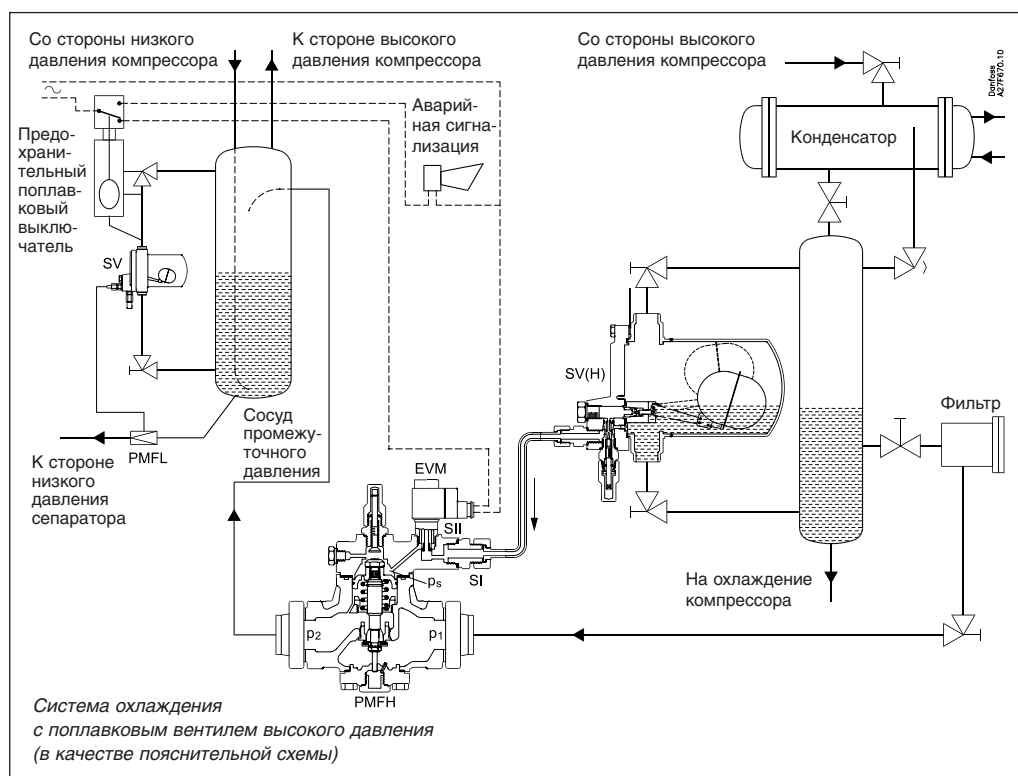 Со стороны низкого
давления компрессора
К стороне высокого
давления компрессора
Со стороны высокого
давления компрессора
Danfoss
A27F670.10
Аварий-
ная сигна-
лизация
Предо-
хранит-
тельный
поплав-
ковый
выклю-
чатель
Конденсатор
SV
SV(H)
Фильтр
Сосуд
промежу-
точного
давления
PMFL
К стороне
низкого
давления
сепаратора
EVM
SII
SI
ps
p2
p1
PMFH
На охлаждение
компрессора
Система охлаждения
с поплавковым вентилем высокого давления
(в качестве пояснительной схемы)